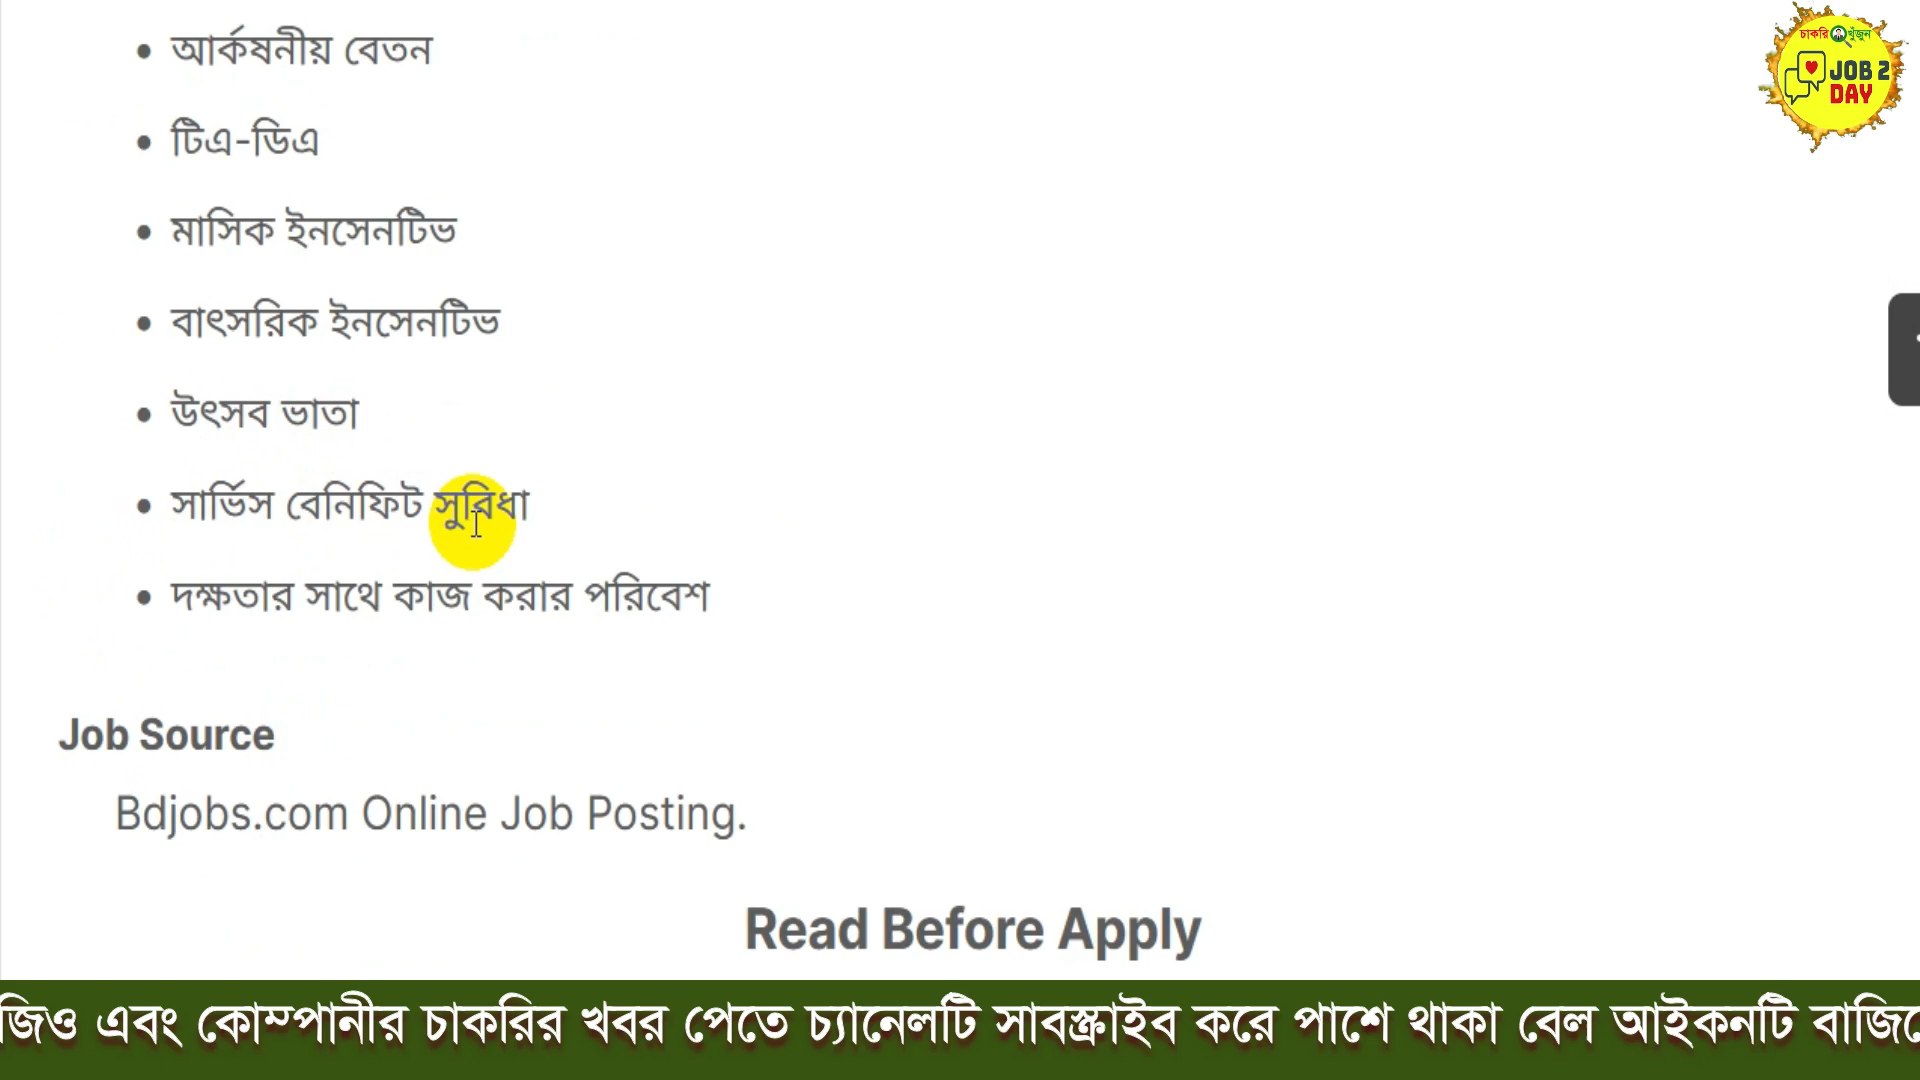 চাকরি খুঁজুন
JOB 2
DAY
• আর্কষনীয় বেতন
• টিএ-ডিএ
• মাসিক ইনসেনটিভ
• বাৎসরিক ইনসেনটিভ
• উৎসব ভাতা
• সার্ভিস বেনিফিট সুবিধা
• দক্ষতার সাথে কাজ করার পরিবেশ
Job Source
Bdjobs.com Online Job Posting.
Read Before Apply
এবং কোম্পানীর চাকরির খবর পেতে চ্যানেলটি সাবস্ক্রাইব করে পাশে থাকা বেল আইকনটি